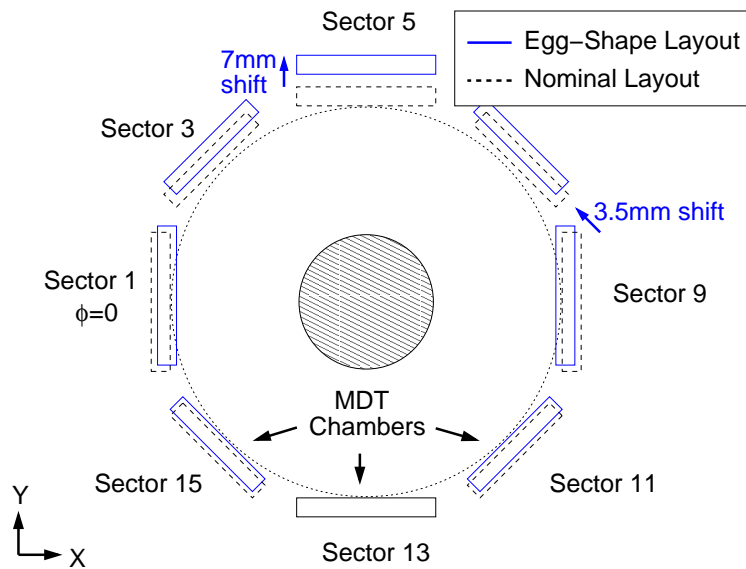 Sector 5
7mm
shift
Egg−Shape Layout
Nominal Layout
Sector 3
3.5mm shift
Sector 1
ϕ=0
Sector 9
MDT
Chambers
Sector 15
Sector 11
Y
X
Sector 13